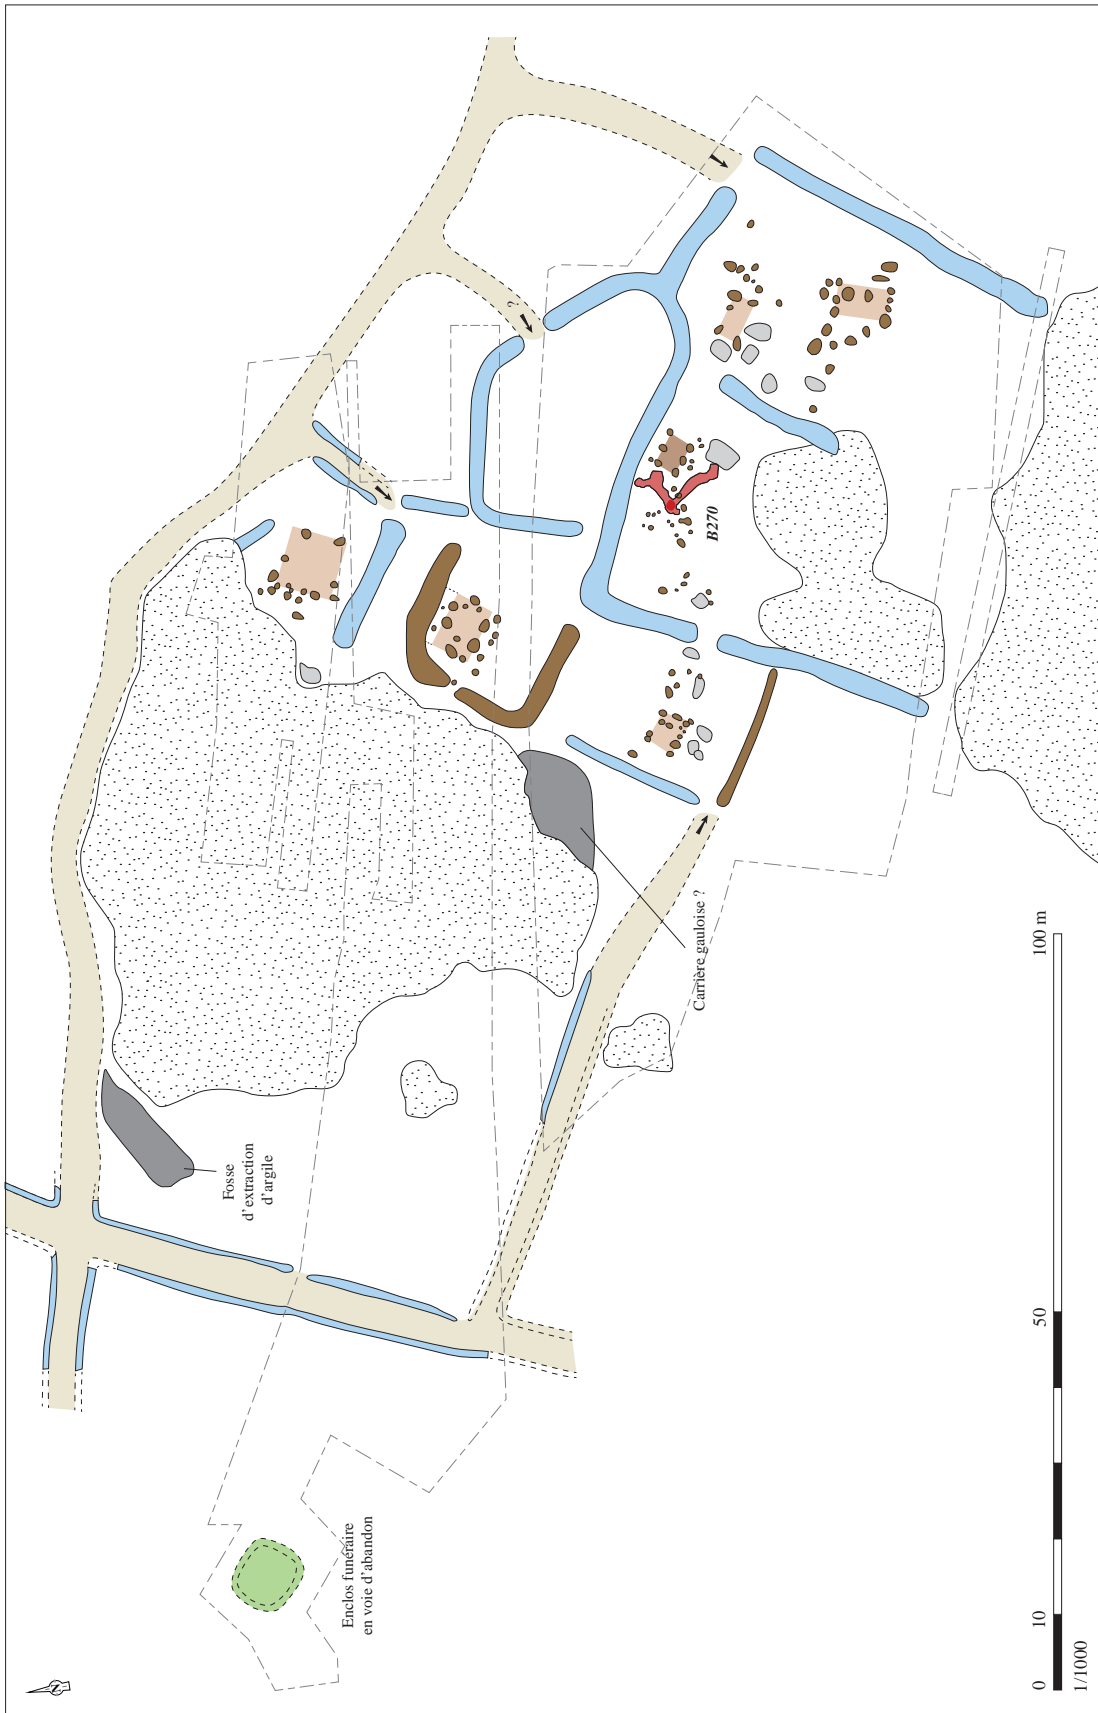 N
Enclos funéraire
en voie d'abandon
Fosse
d'extraction
d'argile
Carrière gauloise ?
?
B270
0
10
50
100 m
1/1000